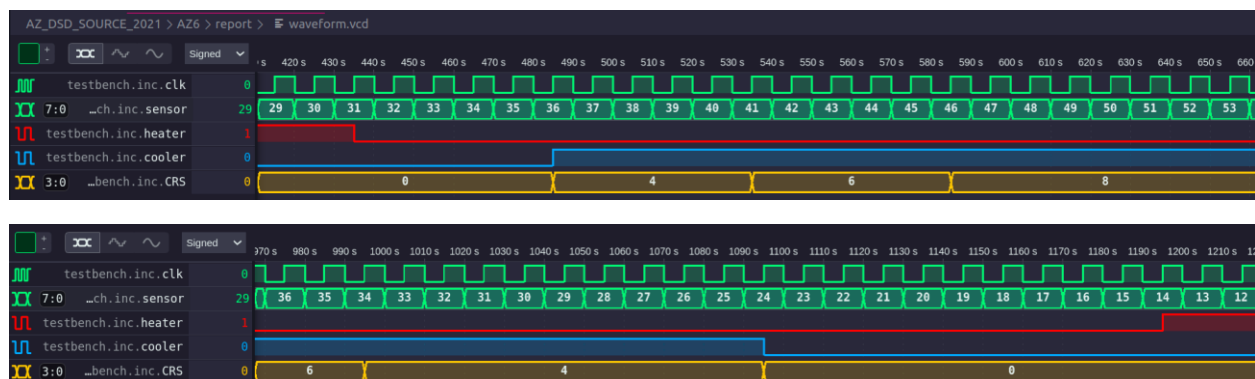 AZ_DSD_SOURCE_2021 > AZ6 > report > waveform.vcd
Signed s 420 s 430 s 440 s 450 s 460 s 470 s 480 s 490 s 500 s 510 s 520 s 530 s 540 s 550 s 560 s 570 s 580 s 590 s 600 s 610 s 620 s 630 s 640 s 650 s 660
testbench.inc.clk 0
7:0 …ch.inc.sensor 29 29 30 31 32 33 34 35 36 37 38 39 40 41 42 43 44 45 46 47 48 49 50 51 52 53
testbench.inc.heater 1
testbench.inc.cooler 0
3:0 …bench.inc.CRS 0 0 4 6 8
Signed 970 s 980 s 990 s 1000 s 1010 s 1020 s 1030 s 1040 s 1050 s 1060 s 1070 s 1080 s 1090 s 1100 s 1110 s 1120 s 1130 s 1140 s 1150 s 1160 s 1170 s 1180 s 1190 s 1200 s 1210 s
testbench.inc.clk 0
7:0 …ch.inc.sensor 29 36 35 34 33 32 31 30 29 28 27 26 25 24 23 22 21 20 19 18 17 16 15 14 13 12
testbench.inc.heater 1
testbench.inc.cooler 0
3:0 …bench.inc.CRS 0 6 4 0